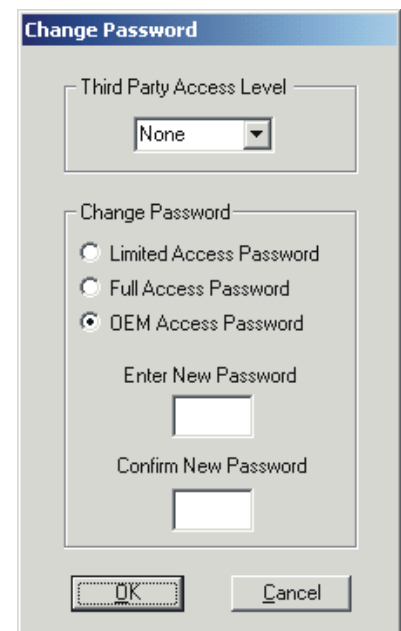 Change Password
Third Party Access Level
None
Change Password
Limited Access Password
Full Access Password
OEM Access Password
Enter New Password
Confirm New Password
OK Cancel